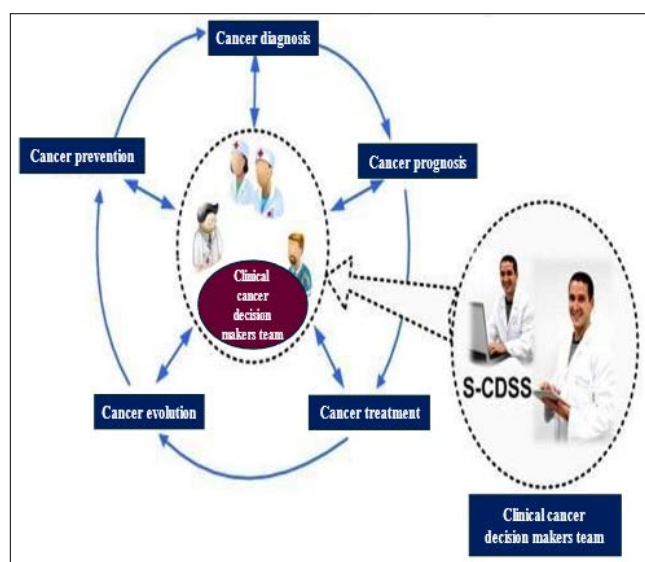 Cancer diagnosis
Cancer prevention
Cancer prognosis
Clinical
cancer
decision
makers team
S-CDSS
Cancer evolution
Cancer treatment
Clinical cancer
decision makers team